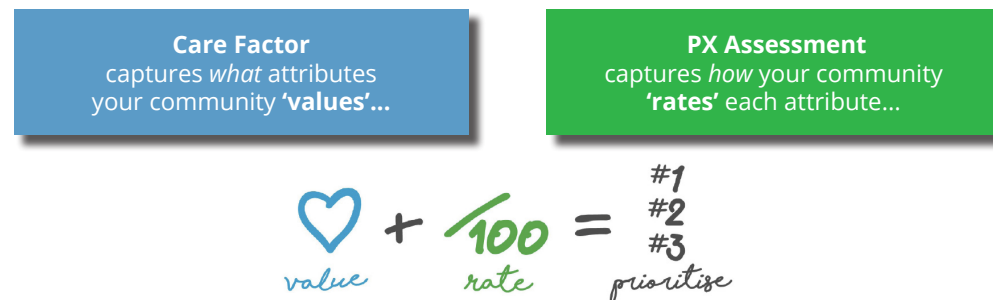 Care Factor
captures what attributes
your community ‘values’...
PX Assessment
captures how your community
‘rates’ each attribute...
#1
#2
#3
+ /100 =
value
rate
prioritise